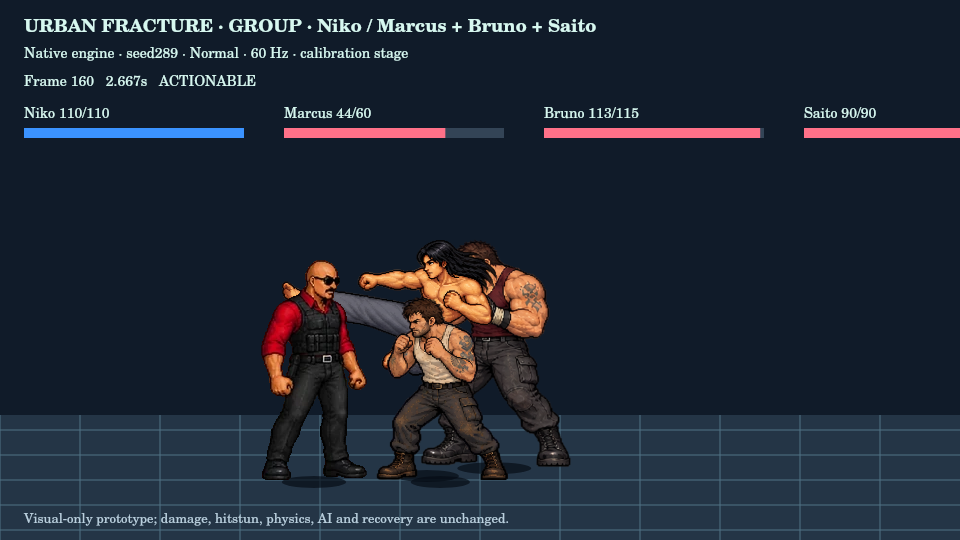 URBAN FRACTURE · GROUP · Niko / Marcus + Bruno + Saito
Native engine · seed289 · Normal · 60 Hz · calibration stage
Frame 160 2.667s ACTIONABLE
Niko 110/110 Marcus 44/60 Bruno 113/115 Saito 90/90
Visual-only prototype; damage, hitstun, physics, AI and recovery are unchanged.